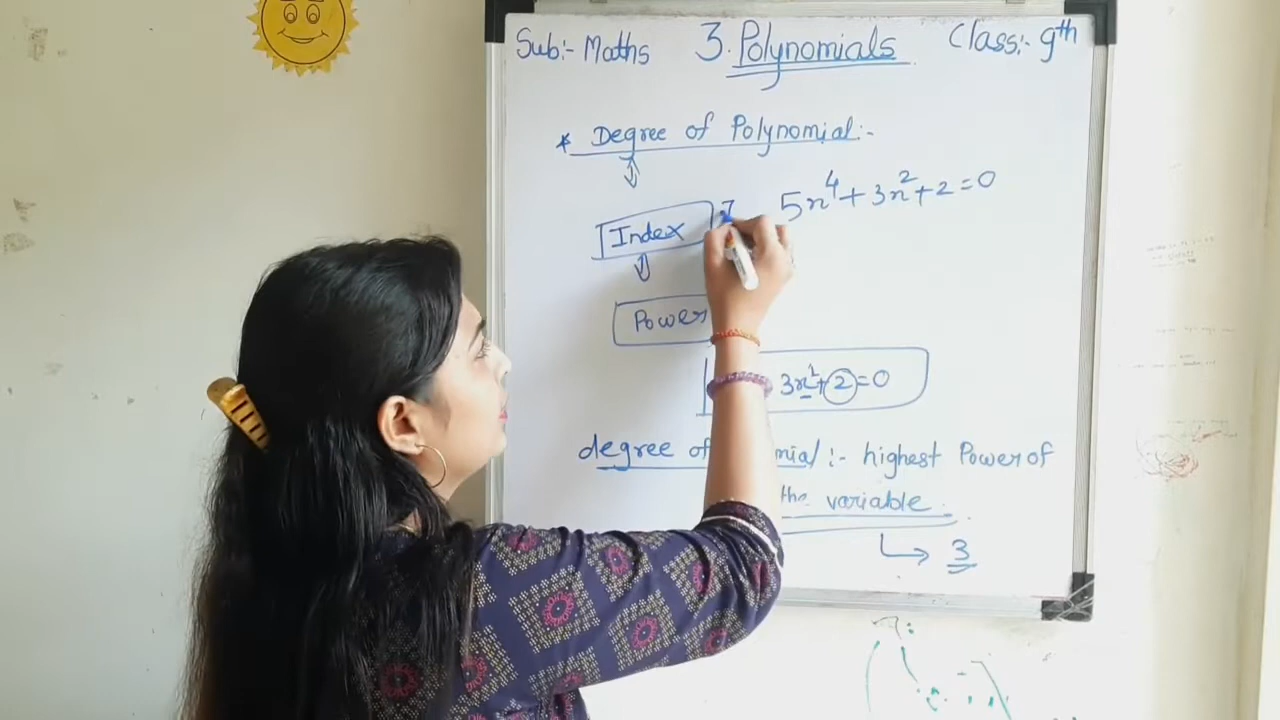 Sub:- Maths 3. Polynomials Class:- 9th
* Degree of Polynomial:-
5x⁴+3x²+2=0
Index
Power
3x²+2=0
degree of :- highest Power of
the variable.
3